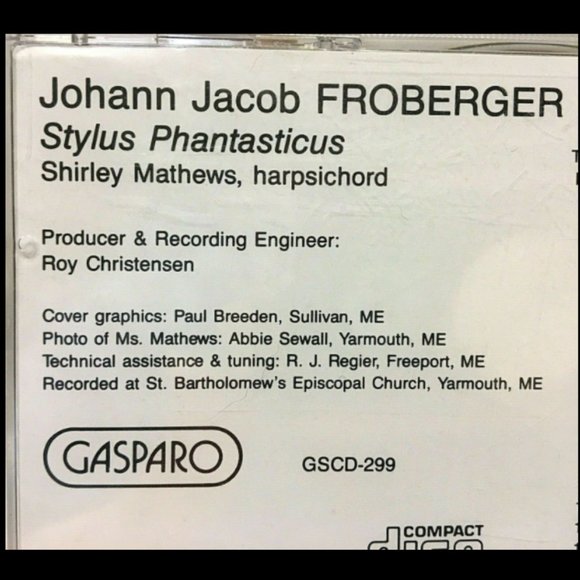 Johann Jacob FROBERGER
Stylus Phantasticus
Shirley Mathews, harpsichord
Producer & Recording Engineer:
Roy Christensen
Cover graphics: Paul Breeden, Sullivan, ME
Photo of Ms. Mathews: Abbie Sewall, Yarmouth, ME
Technical assistance & tuning: R. J. Regier, Freeport, ME
Recorded at St. Bartholomew's Episcopal Church, Yarmouth, ME
GASPARO
GSCD-299
COMPACT
disc